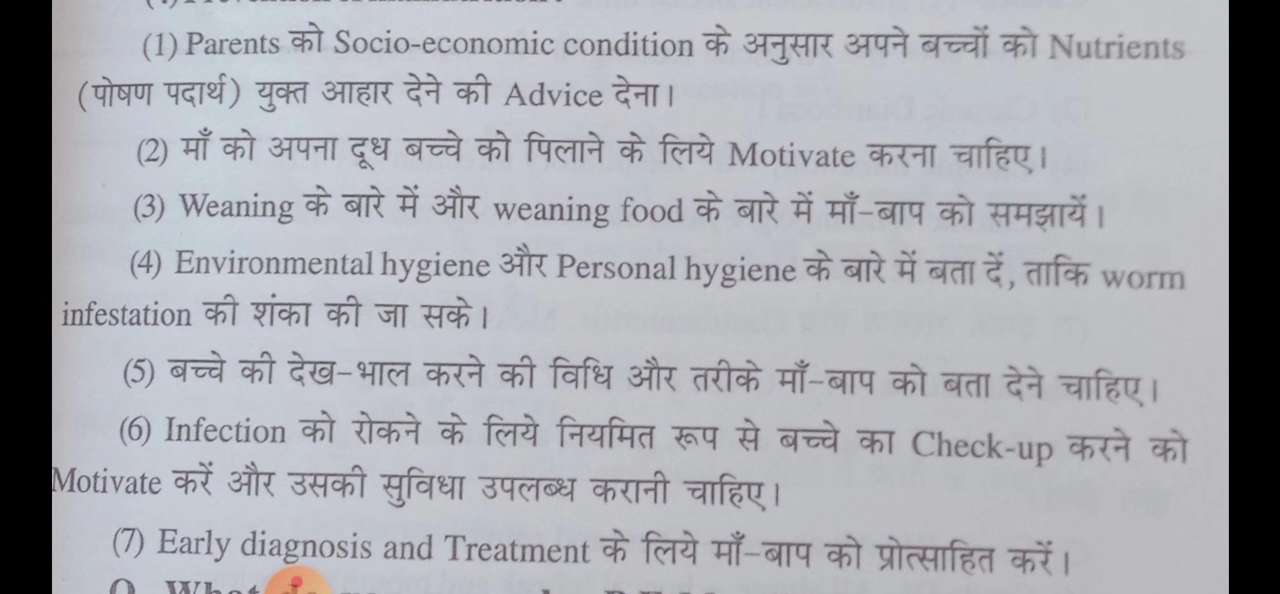 (1) Parents को Socio-economic condition के अनुसार अपने बच्चों को Nutrients
(पोषण पदार्थ) युक्त आहार देने की Advice देना।
(2) माँ को अपना दूध बच्चे को पिलाने के लिये Motivate करना चाहिए।
(3) Weaning के बारे में और weaning food के बारे में माँ-बाप को समझायें।
(4) Environmental hygiene और Personal hygiene के बारे में बता दें, ताकि worm
infestation की शंका की जा सके।
(5) बच्चे की देख-भाल करने की विधि और तरीके माँ-बाप को बता देने चाहिए।
(6) Infection को रोकने के लिये नियमित रूप से बच्चे का Check-up करने को
Motivate करें और उसकी सुविधा उपलब्ध करानी चाहिए।
(7) Early diagnosis and Treatment के लिये माँ-बाप को प्रोत्साहित करें।